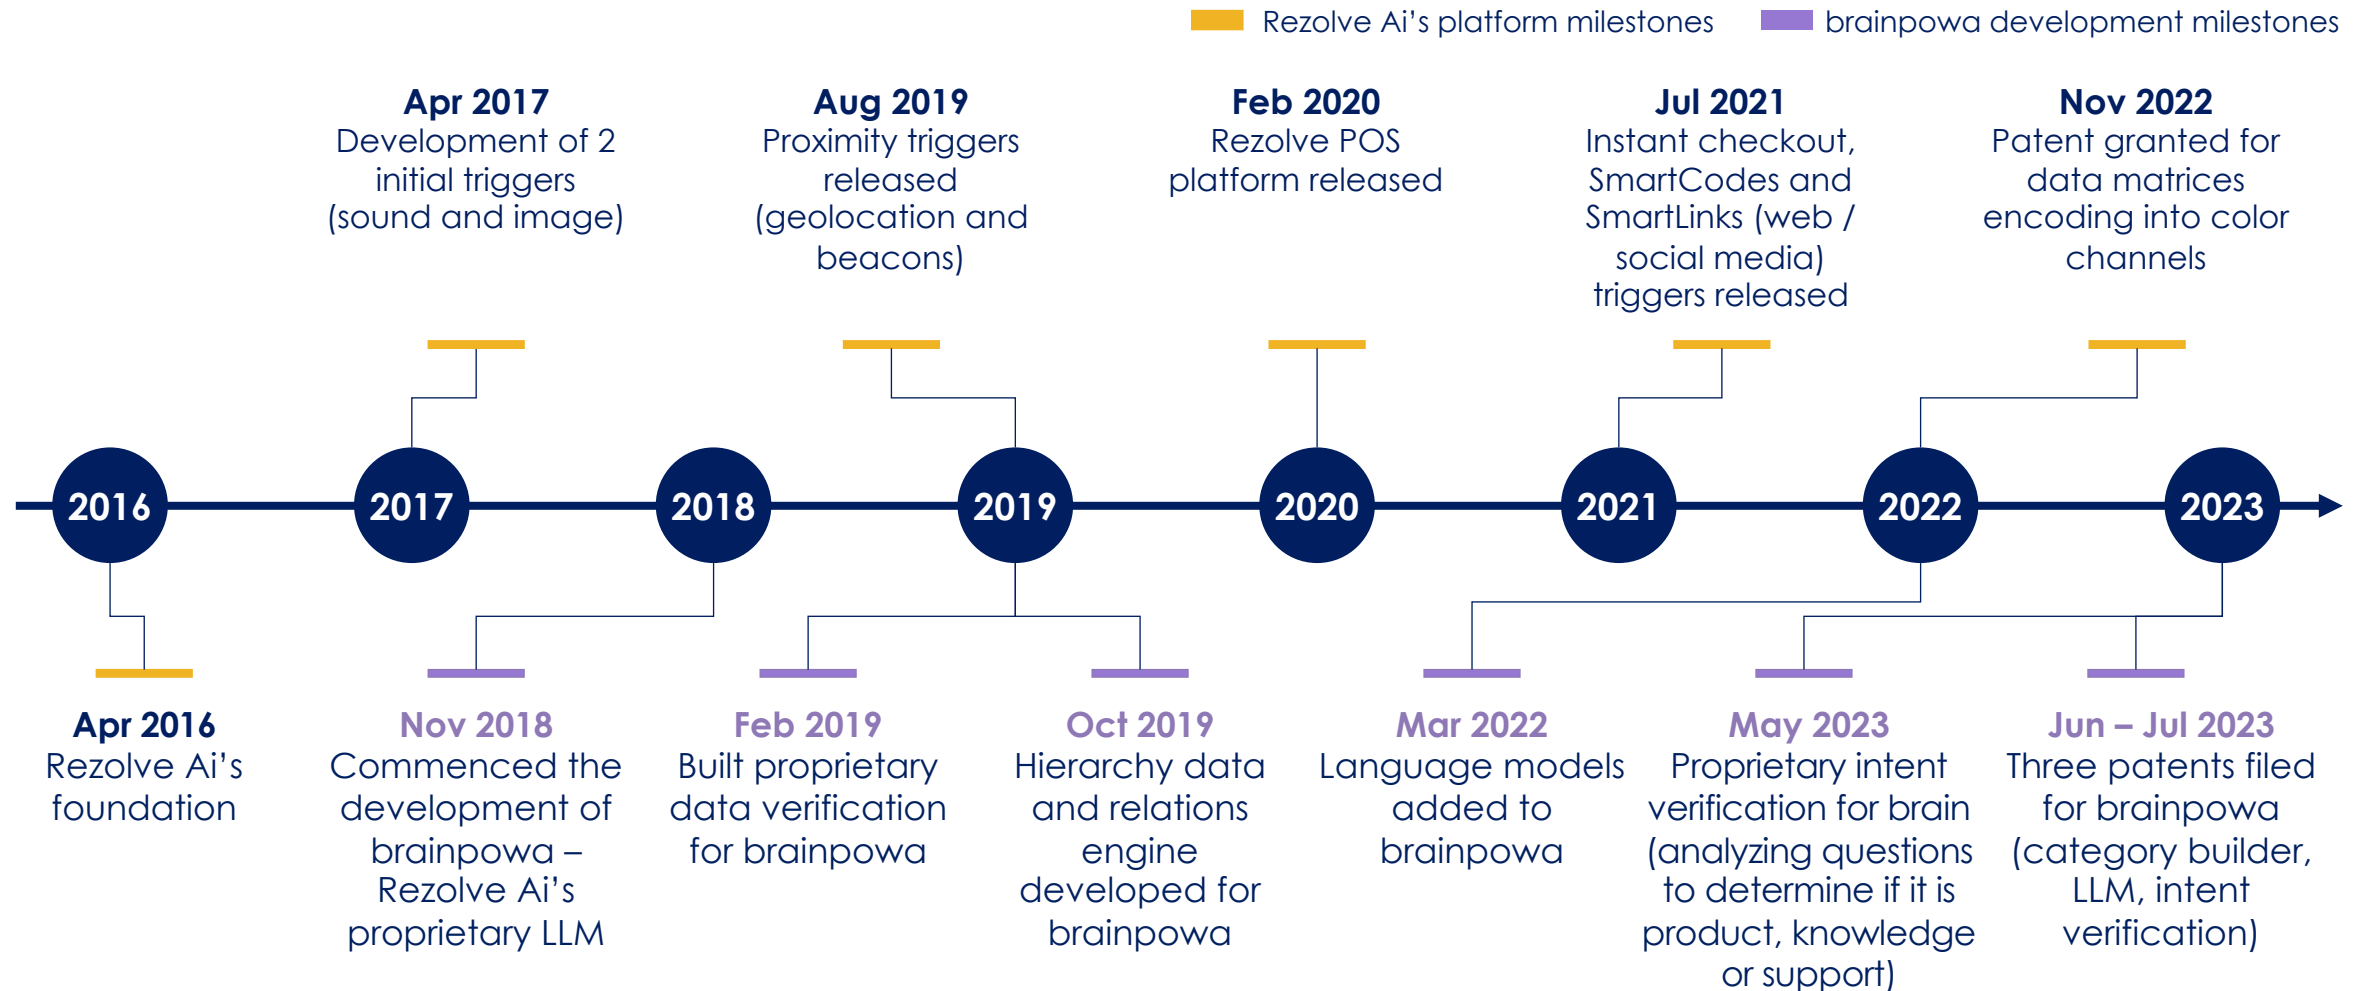 Rezolve Ai’s platform milestones
brainpowa development milestones
Apr 2017
Development of 2
initial triggers
(sound and image)
Aug 2019
Proximity triggers
released
(geolocation and
beacons)
Feb 2020
Rezolve POS
platform released
Jul 2021
Instant checkout,
SmartCodes and
SmartLinks (web /
social media)
triggers released
Nov 2022
Patent granted for
data matrices
encoding into color
channels
2016
2017
2018
2019
2020
2021
2022
2023
Apr 2016
Rezolve Ai’s
foundation
Nov 2018
Commenced the
development of
brainpowa –
Rezolve Ai’s
proprietary LLM
Feb 2019
Built proprietary
data verification
for brainpowa
Oct 2019
Hierarchy data
and relations
engine
developed for
brainpowa
Mar 2022
Language models
added to
brainpowa
May 2023
Proprietary intent
verification for brain
(analyzing questions
to determine if it is
product, knowledge
or support)
Jun – Jul 2023
Three patents filed
for brainpowa
(category builder,
LLM, intent
verification)